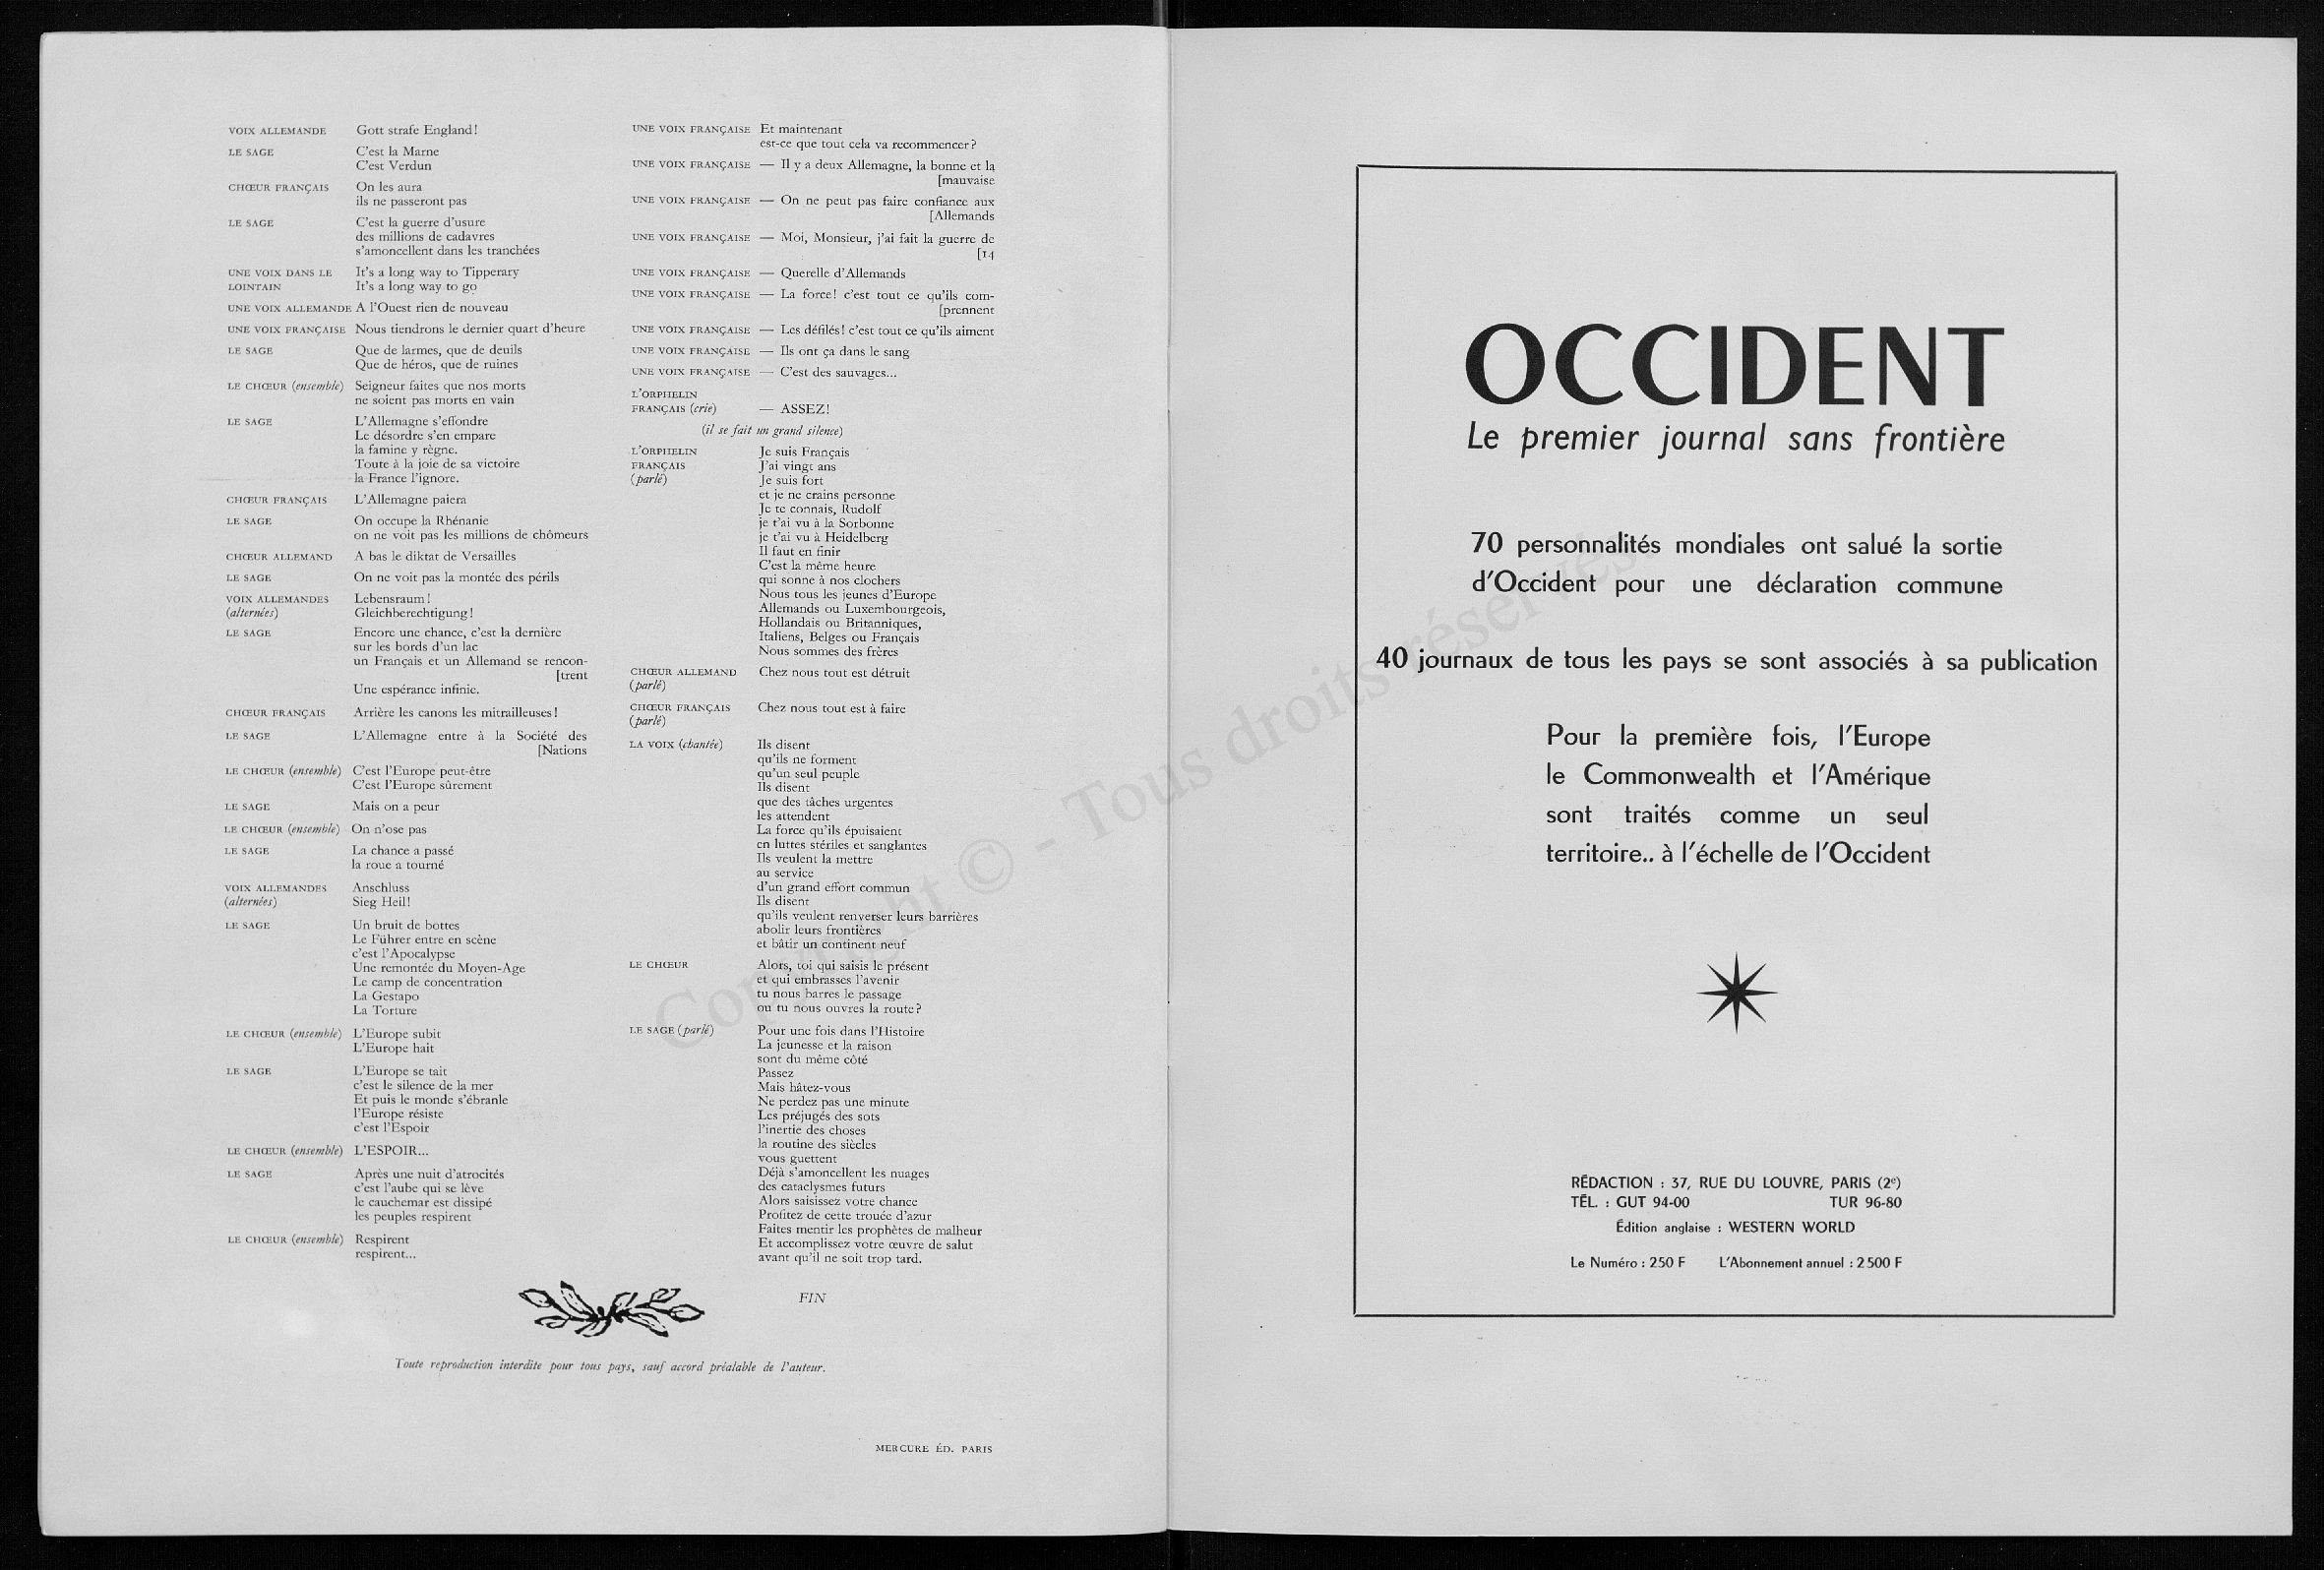 VOIX ALLEMANDE Gott strafe England!
LE SAGE C'est la Marne
C'est Verdun
CHŒUR FRANÇAIS On les aura
ils ne passeront pas
LE SAGE C'est la guerre d'usure
des millions de cadavres
s'amoncellent dans les tranchées
UNE VOIX DANS LE It's a long way to Tipperary
LOINTAIN It's a long way to go
UNE VOIX ALLEMANDE A l'Ouest rien de nouveau
UNE VOIX FRANÇAISE Nous tiendrons le dernier quart d'heure
LE SAGE Que de larmes, que de deuils
Que de héros, que de ruines
LE CHŒUR (ensemble) Seigneur faites que nos morts
ne soient pas morts en vain
LE SAGE L'Allemagne s'effondre
Le désordre s'en empare
la famine y règne.
Toute à la joie de sa victoire
la France l'ignore.
CHŒUR FRANÇAIS L'Allemagne paiera
LE SAGE On occupe la Rhénanie
on ne voit pas les millions de chômeurs
CHŒUR ALLEMAND A bas le diktat de Versailles
LE SAGE On ne voit pas la montée des périls
VOIX ALLEMANDES Lebensraum!
(alternées) Gleichberechtigung!
LE SAGE Encore une chance, c'est la dernière
sur les bords d'un lac
un Français et un Allemand se rencon-
[trent
Une espérance infinie.
CHŒUR FRANÇAIS Arrière les canons les mitrailleuses!
LE SAGE L'Allemagne entre à la Société des
[Nations
LE CHŒUR (ensemble) C'est l'Europe peut-être
C'est l'Europe sûrement
LE SAGE Mais on a peur
LE CHŒUR (ensemble) On n'ose pas
LE SAGE La chance a passé
la roue a tourné
VOIX ALLEMANDES Anschluss
(alternées) Sieg Heil!
LE SAGE Un bruit de bottes
Le Führer entre en scène
c'est l'Apocalypse
Une remontée du Moyen-Age
Le camp de concentration
La Gestapo
La Torture
LE CHŒUR (ensemble) L'Europe subit
L'Europe hait
LE SAGE L'Europe se tait
c'est le silence de la mer
Et puis le monde s'ébranle
l'Europe résiste
c'est l'Espoir
LE CHŒUR (ensemble) L'ESPOIR...
LE SAGE Après une nuit d'atrocités
c'est l'aube qui se lève
le cauchemar est dissipé
les peuples respirent
LE CHŒUR (ensemble) Respirent
respirent...
UNE VOIX FRANÇAISE Et maintenant
est-ce que tout cela va recommencer?
UNE VOIX FRANÇAISE — Il y a deux Allemagne, la bonne et la
[mauvaise
UNE VOIX FRANÇAISE — On ne peut pas faire confiance aux
[Allemands
UNE VOIX FRANÇAISE — Moi, Monsieur, j'ai fait la guerre de
[14
UNE VOIX FRANÇAISE — Querelle d'Allemands
UNE VOIX FRANÇAISE — La force! c'est tout ce qu'ils com-
[prennent
UNE VOIX FRANÇAISE — Les défilés! c'est tout ce qu'ils aiment
UNE VOIX FRANÇAISE — Ils ont ça dans le sang
UNE VOIX FRANÇAISE — C'est des sauvages...
L'ORPHELIN
FRANÇAIS (crie) — ASSEZ!
(il se fait un grand silence)
L'ORPHELIN Je suis Français
FRANÇAIS J'ai vingt ans
(parlé) Je suis fort
et je ne crains personne
Je te connais, Rudolf
je t'ai vu à la Sorbonne
je t'ai vu à Heidelberg
Il faut en finir
C'est la même heure
qui sonne à nos clochers
Nous tous les jeunes d'Europe
Allemands ou Luxembourgeois,
Hollandais ou Britanniques,
Italiens, Belges ou Français
Nous sommes des frères
CHŒUR ALLEMAND Chez nous tout est détruit
(parlé)
CHŒUR FRANÇAIS Chez nous tout est à faire
(parlé)
LA VOIX (chantée) Ils disent
qu'ils ne forment
qu'un seul peuple
Ils disent
que des tâches urgentes
les attendent
La force qu'ils épuisaient
en luttes stériles et sanglantes
Ils veulent la mettre
au service
d'un grand effort commun
Ils disent
qu'ils veulent renverser leurs barrières
abolir leurs frontières
et bâtir un continent neuf
LE CHŒUR Alors, toi qui saisis le présent
et qui embrasses l'avenir
tu nous barres le passage
ou tu nous ouvres la route?
LE SAGE (parlé) Pour une fois dans l'Histoire
La jeunesse et la raison
sont du même côté
Passez
Mais hâtez-vous
Ne perdez pas une minute
Les préjugés des sots
l'inertie des choses
la routine des siècles
vous guettent
Déjà s'amoncellent les nuages
des cataclysmes futurs
Alors saisissez votre chance
Profitez de cette trouée d'azur
Faites mentir les prophètes de malheur
Et accomplissez votre œuvre de salut
avant qu'il ne soit trop tard.
FIN
Toute reproduction interdite pour tous pays, sauf accord préalable de l'auteur.
MERCURE ÉD. PARIS
OCCIDENT
Le premier journal sans frontière
70 personnalités mondiales ont salué la sortie
d'Occident pour une déclaration commune
40 journaux de tous les pays se sont associés à sa publication
Pour la première fois, l'Europe
le Commonwealth et l'Amérique
sont traités comme un seul
territoire.. à l'échelle de l'Occident
RÉDACTION : 37, RUE DU LOUVRE, PARIS (2e)
TÉL. : GUT 94-00 TUR 96-80
Édition anglaise : WESTERN WORLD
Le Numéro : 250 F L'Abonnement annuel : 2 500 F
Copyright © - Tous droits réservés.